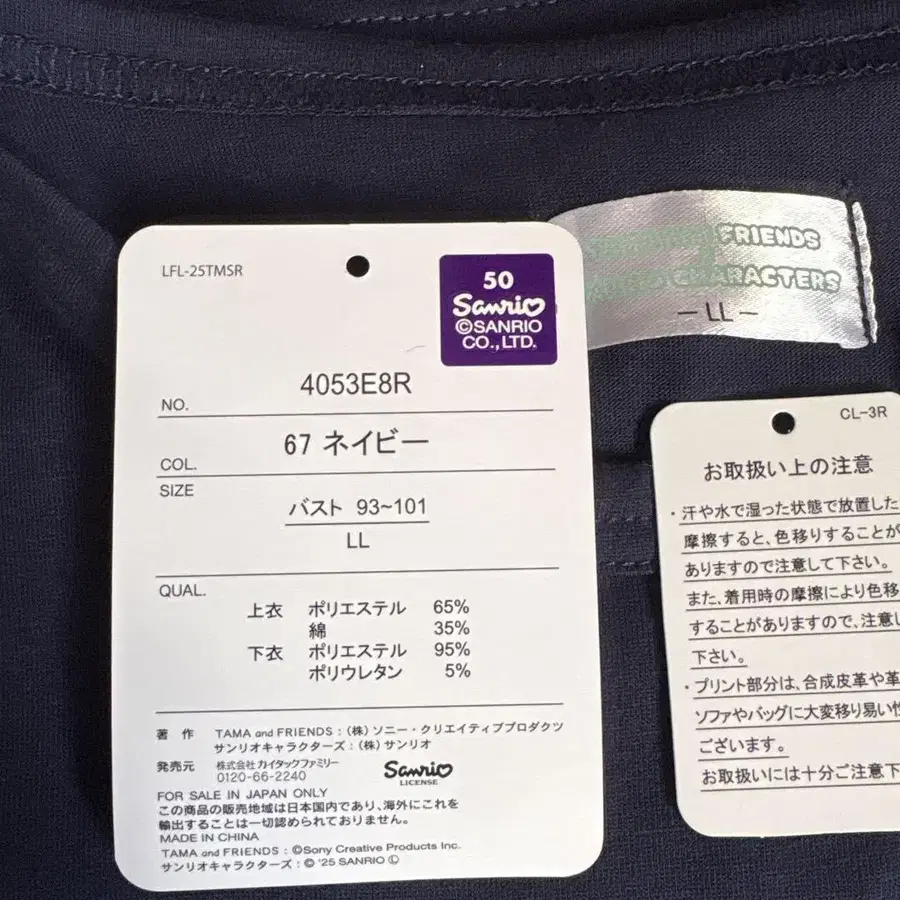 FRIENDS
CHARACTERS
- LL -
LFL-25TMSR
50
Sanrio
©SANRIO
CO.,LTD.
NO. 4053E8R
COL. 67 ネイビー
SIZE
バスト 93~101
LL
QUAL.
上衣 ポリエステル 65%
綿 35%
下衣 ポリエステル 95%
ポリウレタン 5%
著 作 TAMA and FRIENDS:(株)ソニー・クリエイティブプロダクツ
サンリオキャラクターズ:(株)サンリオ
発売元 株式会社カイタックファミリー
0120-66-2240
Sanrio
LICENSE
FOR SALE IN JAPAN ONLY
この商品の販売地域は日本国内であり、海外にこれを
輸出することは一切認められておりません。
MADE IN CHINA
TAMA and FRIENDS:©Sony Creative Products Inc.
サンリオキャラクターズ:© '25 SANRIO Ⓛ
CL-3R
お取扱い上の注意
・汗や水で湿った状態で放置した
摩擦すると、色移りすることが
ありますので注意して下さい。
また、着用時の摩擦により色移
することがありますので、注意し
下さい。
・プリント部分は、合成皮革や革
ソファやバッグに大変移り易い性
ございます。
お取扱いには十分ご注意下